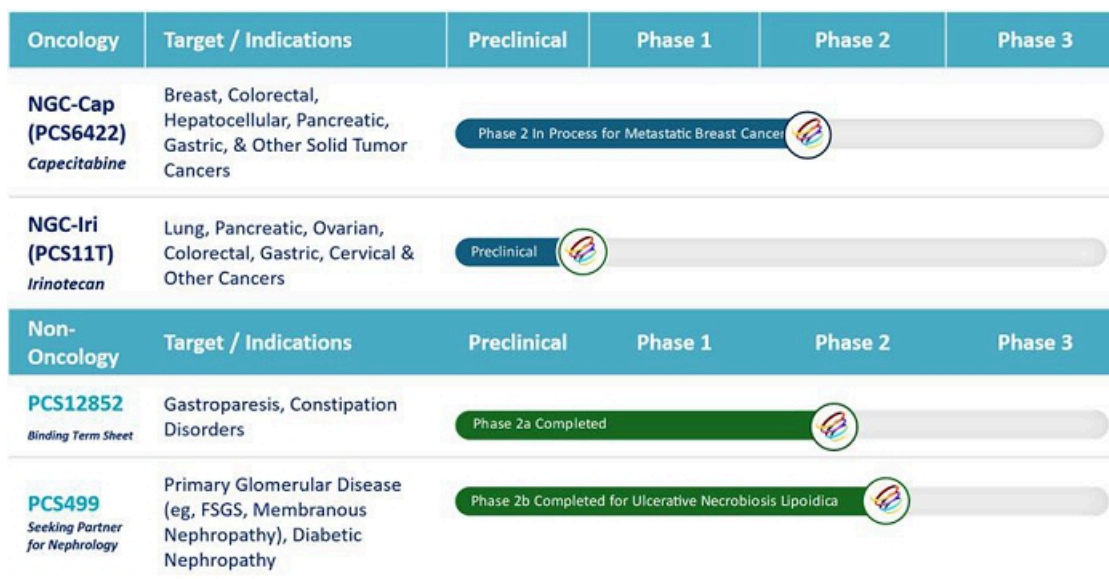 Oncology
Target / Indications
Preclinical
Phase 1
Phase 2
Phase 3
NGC-Cap
(PCS6422)
Capecitabine
Breast, Colorectal,
Hepatocellular, Pancreatic,
Gastric, & Other Solid Tumor
Cancers
Phase 2 In Process for Metastatic Breast Cancer
NGC-Iri
(PCS11T)
Irinotecan
Lung, Pancreatic, Ovarian,
Colorectal, Gastric, Cervical &
Other Cancers
Preclinical
Non-
Oncology
Target / Indications
Preclinical
Phase 1
Phase 2
Phase 3
PCS12852
Binding Term Sheet
Gastroparesis, Constipation
Disorders
Phase 2a Completed
PCS499
Seeking Partner
for Nephrology
Primary Glomerular Disease
(eg, FSGS, Membranous
Nephropathy), Diabetic
Nephropathy
Phase 2b Completed for Ulcerative Necrobiosis Lipoidica